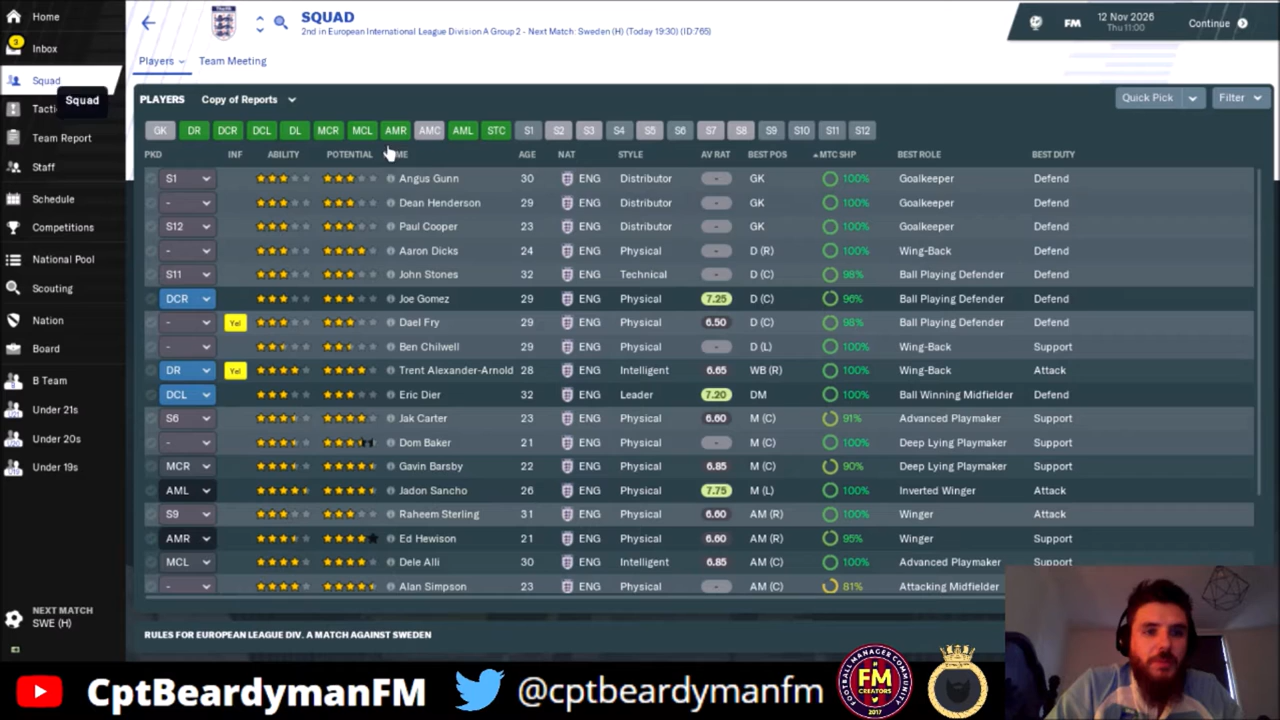 Home
SQUAD
2nd in European International League Division A Group 2 - Next Match: Sweden (H) (Today 19:30) (ID:765)
FM
12 Nov 2026
Thu 11:00
Continue
3
Inbox
Squad
Players
Team Meeting
Squad
Tacti
PLAYERS
Copy of Reports
Quick Pick
Filter
Team Report
GK DR DCR DCL DL MCR MCL AMR AMC AML STC S1 S2 S3 S4 S5 S6 S7 S8 S9 S10 S11 S12
PKD INF ABILITY POTENTIAL ME AGE NAT STYLE AV RAT BEST POS MTC SHP BEST ROLE BEST DUTY
S1 Angus Gunn 30 ENG Distributor - GK 100% Goalkeeper Defend
- Dean Henderson 29 ENG Distributor - GK 100% Goalkeeper Defend
S12 Paul Cooper 23 ENG Distributor - GK 100% Goalkeeper Defend
- Aaron Dicks 24 ENG Physical - D (R) 100% Wing-Back Defend
S11 John Stones 32 ENG Technical - D (C) 98% Ball Playing Defender Defend
DCR Joe Gomez 29 ENG Physical 7.25 D (C) 96% Ball Playing Defender Defend
- Yel Dael Fry 29 ENG Physical 6.50 D (C) 98% Ball Playing Defender Defend
- Ben Chilwell 29 ENG Physical - D (L) 100% Wing-Back Support
DR Yel Trent Alexander-Arnold 28 ENG Intelligent 6.65 WB (R) 100% Wing-Back Attack
DCL Eric Dier 32 ENG Leader 7.20 DM 100% Ball Winning Midfielder Defend
S6 Jak Carter 23 ENG Physical 6.60 M (C) 91% Advanced Playmaker Support
- Dom Baker 21 ENG Physical - M (C) 100% Deep Lying Playmaker Support
MCR Gavin Barsby 22 ENG Physical 6.85 M (C) 90% Deep Lying Playmaker Support
AML Jadon Sancho 26 ENG Physical 7.75 M (L) 100% Inverted Winger Attack
S9 Raheem Sterling 31 ENG Physical 6.60 AM (R) 100% Winger Attack
AMR Ed Hewison 21 ENG Physical 6.60 AM (R) 95% Winger Support
MCL Dele Alli 30 ENG Intelligent 6.85 AM (C) 100% Advanced Playmaker Support
- Alan Simpson 23 ENG Physical - AM (C) 81% Attacking Midfielder
Staff
Schedule
Competitions
National Pool
Scouting
Nation
Board
B Team
Under 21s
Under 20s
Under 19s
NEXT MATCH
SWE (H)
RULES FOR EUROPEAN LEAGUE DIV. A MATCH AGAINST SWEDEN
CptBeardymanFM
@cptbeardymanfm
FOOTBALL MANAGER COMMUNITY
FM
CREATORS
2017